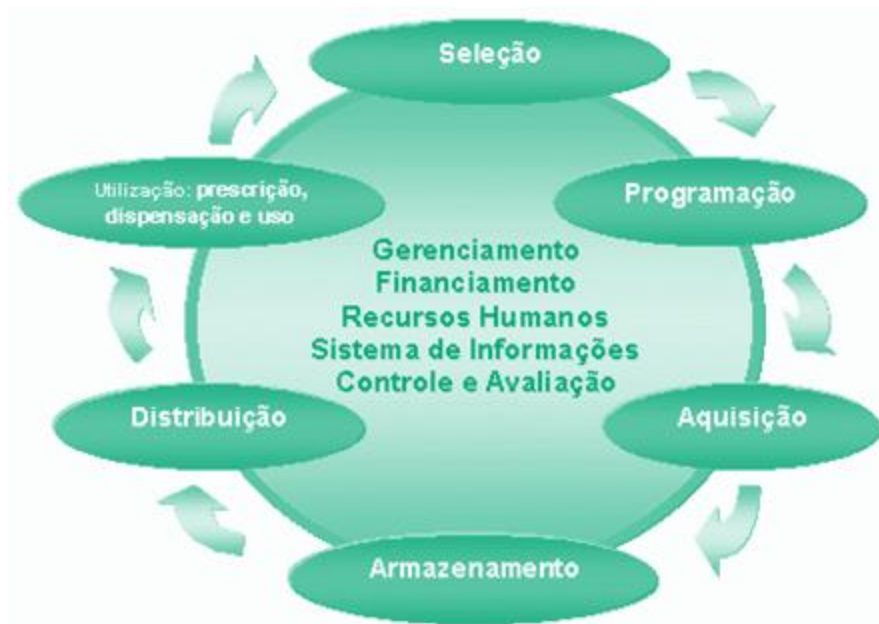 Seleção
Programação
Aquisição
Armazenamento
Distribuição
Utilização: prescrição,
dispensação e uso
Gerenciamento
Financiamento
Recursos Humanos
Sistema de Informações
Controle e Avaliação